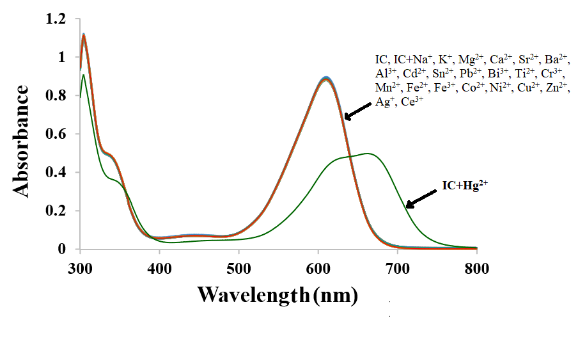 1.2
1
0.8
0.6
0.4
0.2
0
Absorbance
IC, IC+Na⁺, K⁺, Mg²⁺, Ca²⁺, Sr²⁺, Ba²⁺,
Al³⁺, Cd²⁺, Sn²⁺, Pb²⁺, Bi³⁺, Ti²⁺, Cr³⁺,
Mn²⁺, Fe²⁺, Fe³⁺, Co²⁺, Ni²⁺, Cu²⁺, Zn²⁺,
Ag⁺, Ce³⁺
IC+Hg²⁺
300 400 500 600 700 800
Wavelength (nm)